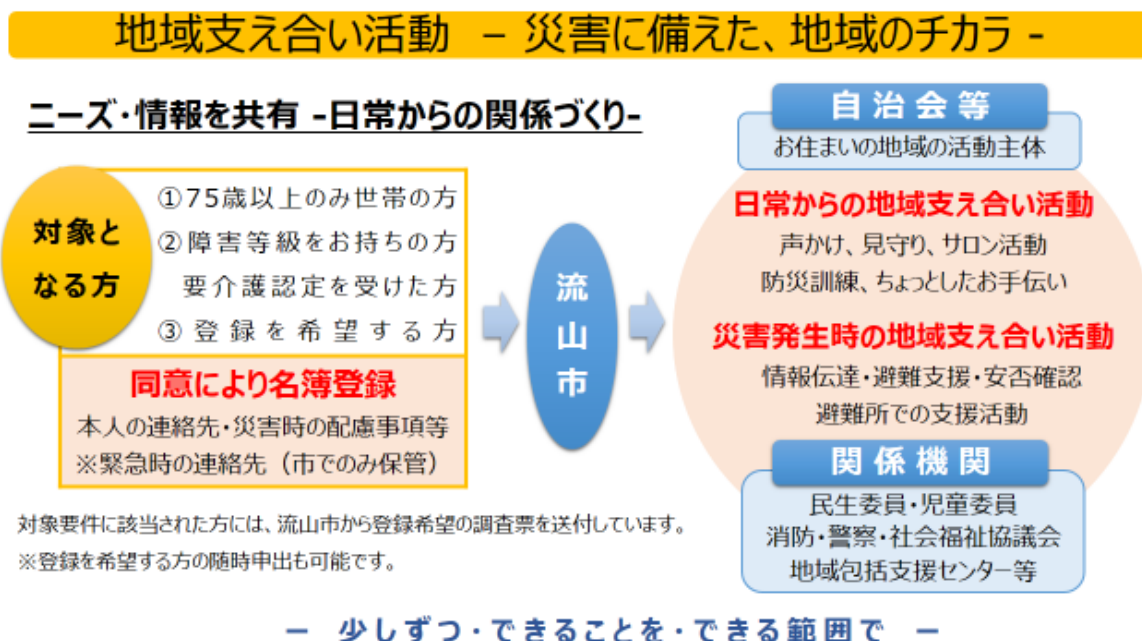 地域支え合い活動 － 災害に備えた、地域のチカラ -
ニーズ・情報を共有 -日常からの関係づくり-
対象と
なる方
①75歳以上のみ世帯の方
②障害等級をお持ちの方
要介護認定を受けた方
③登録を希望する方
同意により名簿登録
本人の連絡先・災害時の配慮事項等
※緊急時の連絡先（市でのみ保管）
対象要件に該当された方には、流山市から登録希望の調査票を送付しています。
※登録を希望する方の随時申出も可能です。
流
山
市
自治会等
お住まいの地域の活動主体
日常からの地域支え合い活動
声かけ、見守り、サロン活動
防災訓練、ちょっとしたお手伝い
災害発生時の地域支え合い活動
情報伝達・避難支援・安否確認
避難所での支援活動
関係機関
民生委員・児童委員
消防・警察・社会福祉協議会
地域包括支援センター等
－ 少しずつ・できることを・できる範囲で －